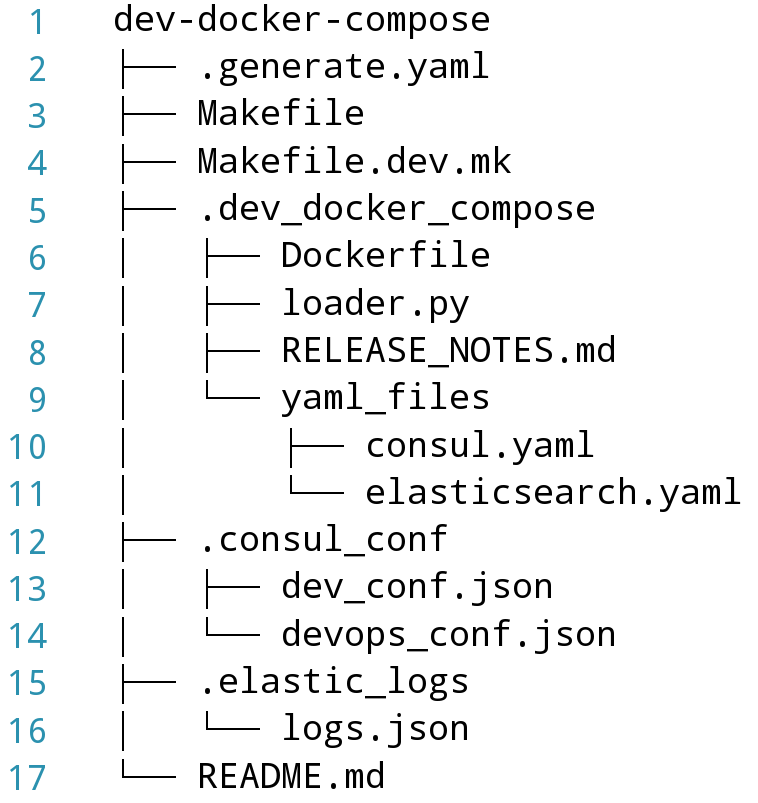 1 dev-docker-compose
2 ├── .generate.yaml
3 ├── Makefile
4 ├── Makefile.dev.mk
5 ├── .dev_docker_compose
6 │   ├── Dockerfile
7 │   ├── loader.py
8 │   ├── RELEASE_NOTES.md
9 │   └── yaml_files
10 │       ├── consul.yaml
11 │       └── elasticsearch.yaml
12 ├── .consul_conf
13 │   ├── dev_conf.json
14 │   └── devops_conf.json
15 ├── .elastic_logs
16 │   └── logs.json
17 └── README.md